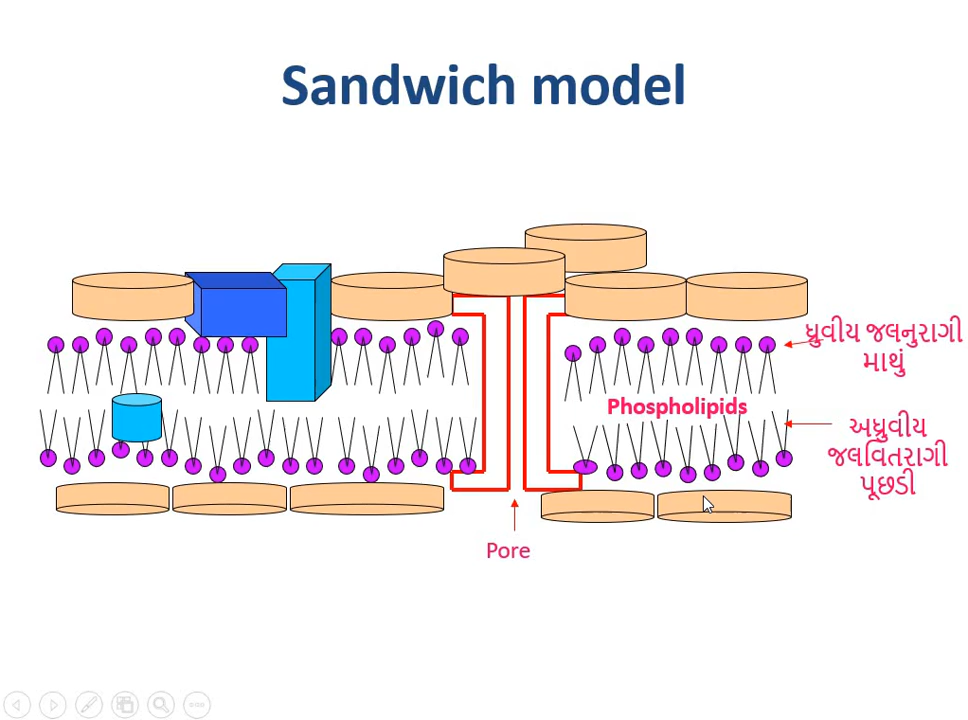 Sandwich model
ધ્રુવીય જલનુરાગી
માથું
Phospholipids
અધ્રુવીય
જલવિતરાગી
પૂછડી
Pore